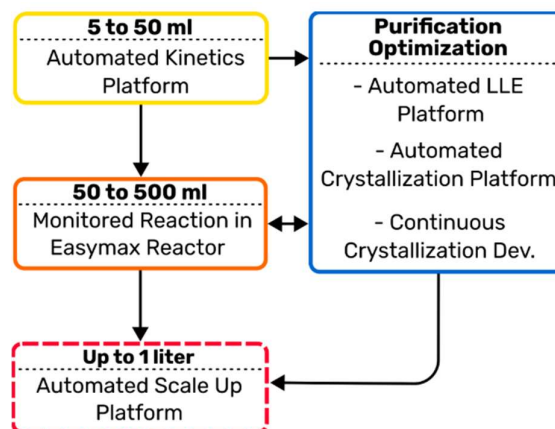 5 to 50 ml
Automated Kinetics
Platform
Purification
Optimization
- Automated LLE
Platform
- Automated
Crystallization Platform
- Continuous
Crystallization Dev.
50 to 500 ml
Monitored Reaction in
Easymax Reactor
Up to 1 liter
Automated Scale Up
Platform